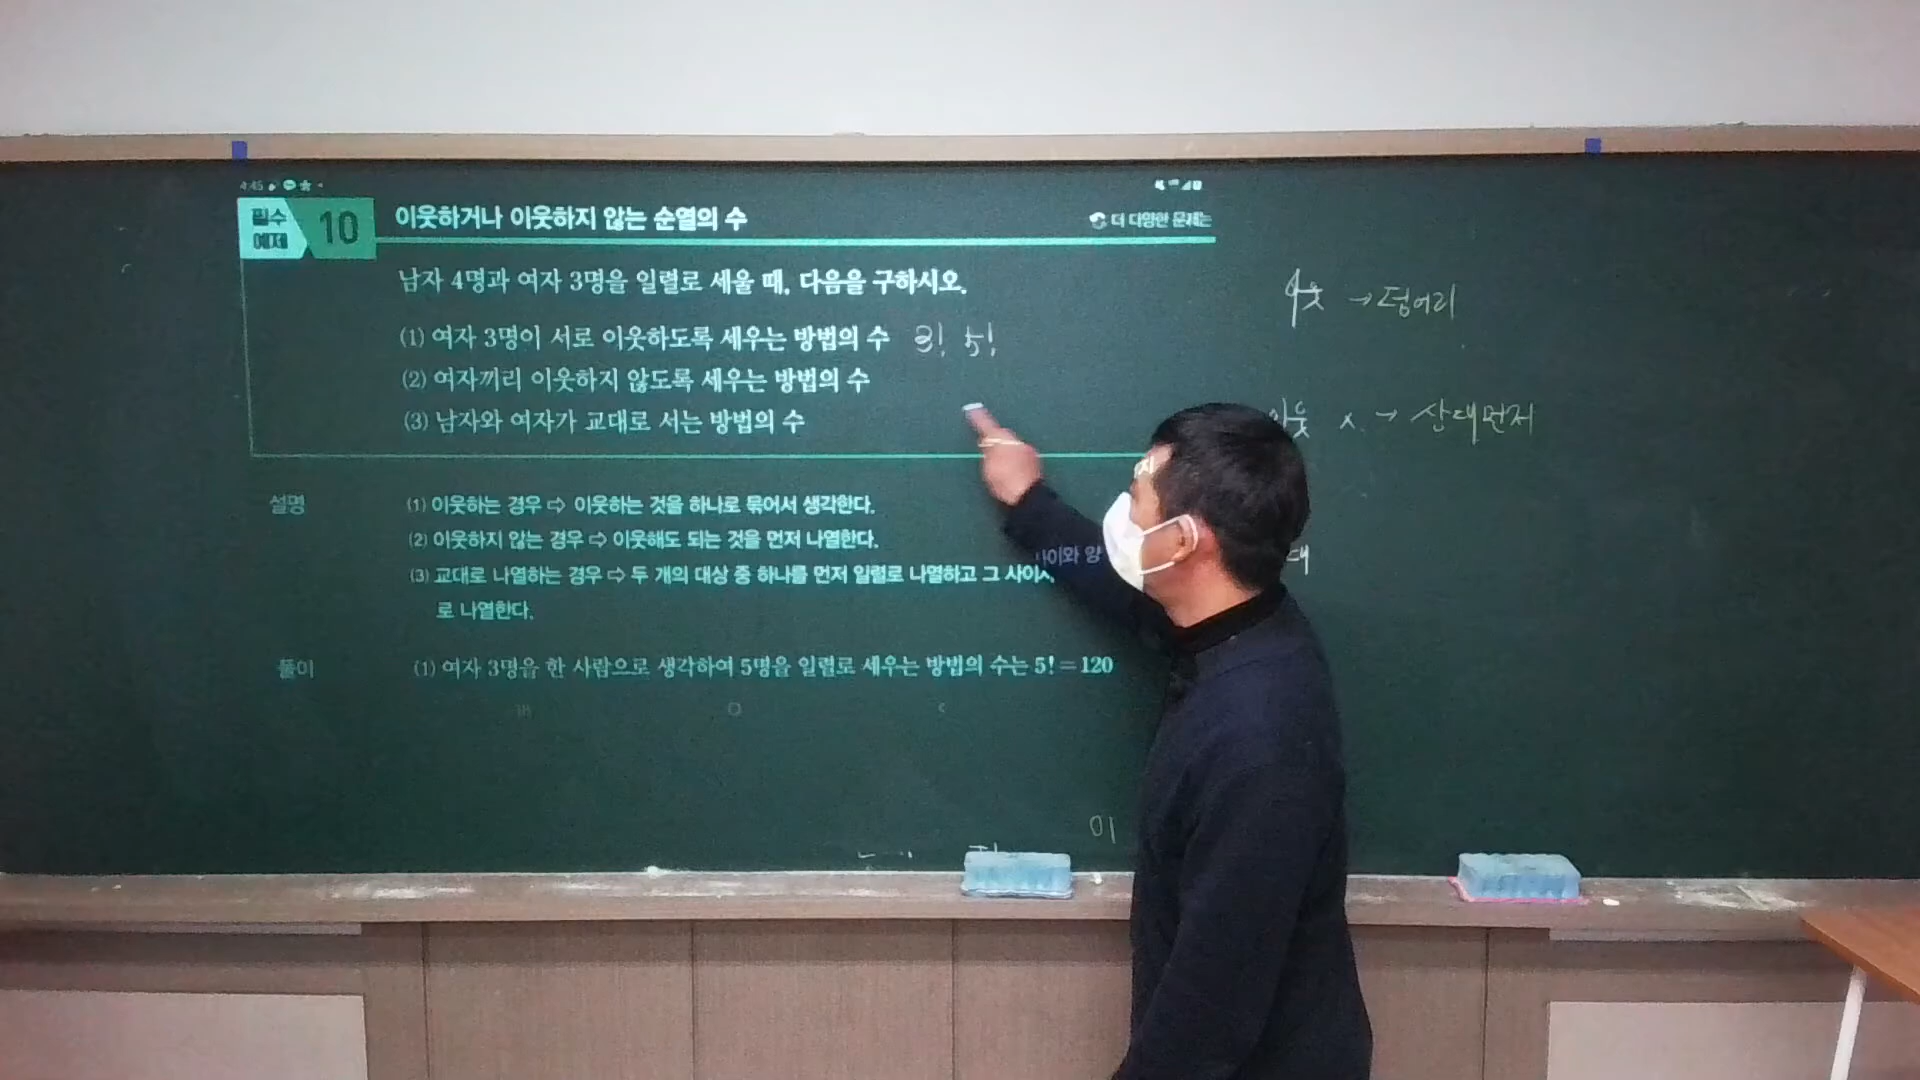 4:45
필수 예제 10 이웃하거나 이웃하지 않는 순열의 수 더 다양한 문제는
남자 4명과 여자 3명을 일렬로 세울 때, 다음을 구하시오.
(1) 여자 3명이 서로 이웃하도록 세우는 방법의 수 3! 5!
(2) 여자끼리 이웃하지 않도록 세우는 방법의 수
(3) 남자와 여자가 교대로 서는 방법의 수
→ 덩어리
x → 상대먼저
대
설명 (1) 이웃하는 경우 ⇨ 이웃하는 것을 하나로 묶어서 생각한다.
(2) 이웃하지 않는 경우 ⇨ 이웃해도 되는 것을 먼저 나열한다.
(3) 교대로 나열하는 경우 ⇨ 두 개의 대상 중 하나를 먼저 일렬로 나열하고 그 사이사이와 양
로 나열한다.
풀이 (1) 여자 3명을 한 사람으로 생각하여 5명을 일렬로 세우는 방법의 수는 5! = 120
이